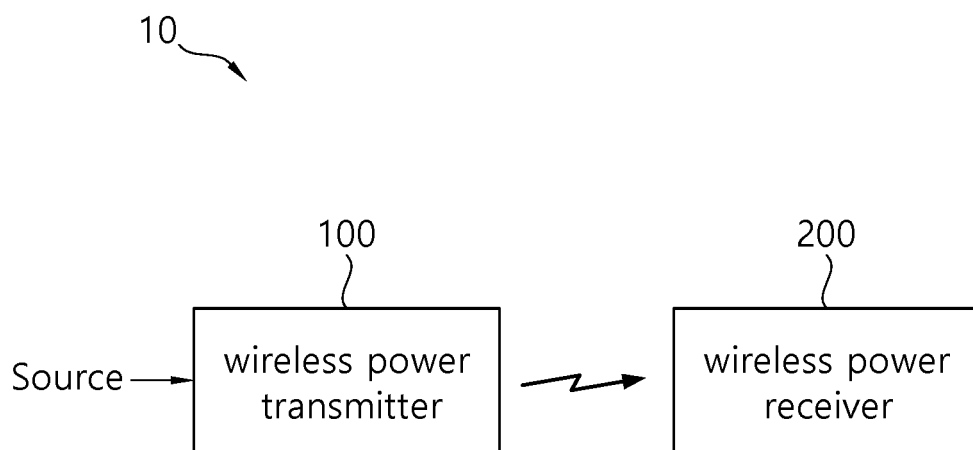 10
100
200
Source
wireless power
transmitter
wireless power
receiver